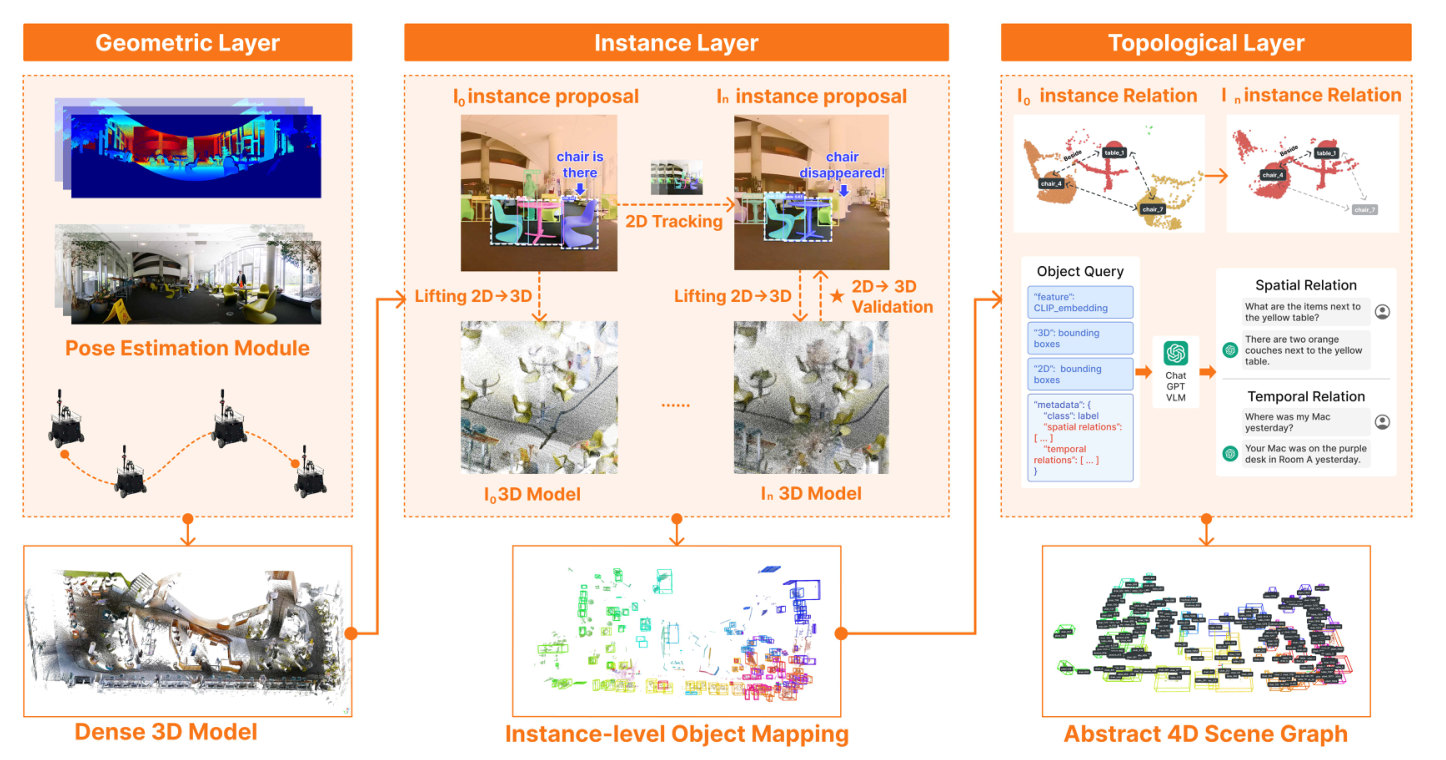 Geometric Layer
Pose Estimation Module
Dense 3D Model
Instance Layer
I₀ instance proposal
Iₙ instance proposal
chair is
there
chair
disappeared!
2D Tracking
Lifting 2D→3D
Lifting 2D→3D
★ 2D→ 3D
Validation
......
I₀ 3D Model
Iₙ 3D Model
Instance-level Object Mapping
Topological Layer
I₀ instance Relation
Iₙ instance Relation
Beside
table_1
chair_4
chair_7
Beside
table_1
chair_4
chair_7
Object Query
"feature":
CLIP_embedding
"3D": bounding
boxes
"2D": bounding
boxes
"metadata": {
"class": label
"spatial relations":
[ ... ]
"temporal
relations": [ ... ]
}
Chat
GPT
VLM
Spatial Relation
What are the items next to
the yellow table?
There are two orange
couches next to the yellow
table.
Temporal Relation
Where was my Mac
yesterday?
Your Mac was on the purple
desk in Room A yesterday.
Abstract 4D Scene Graph